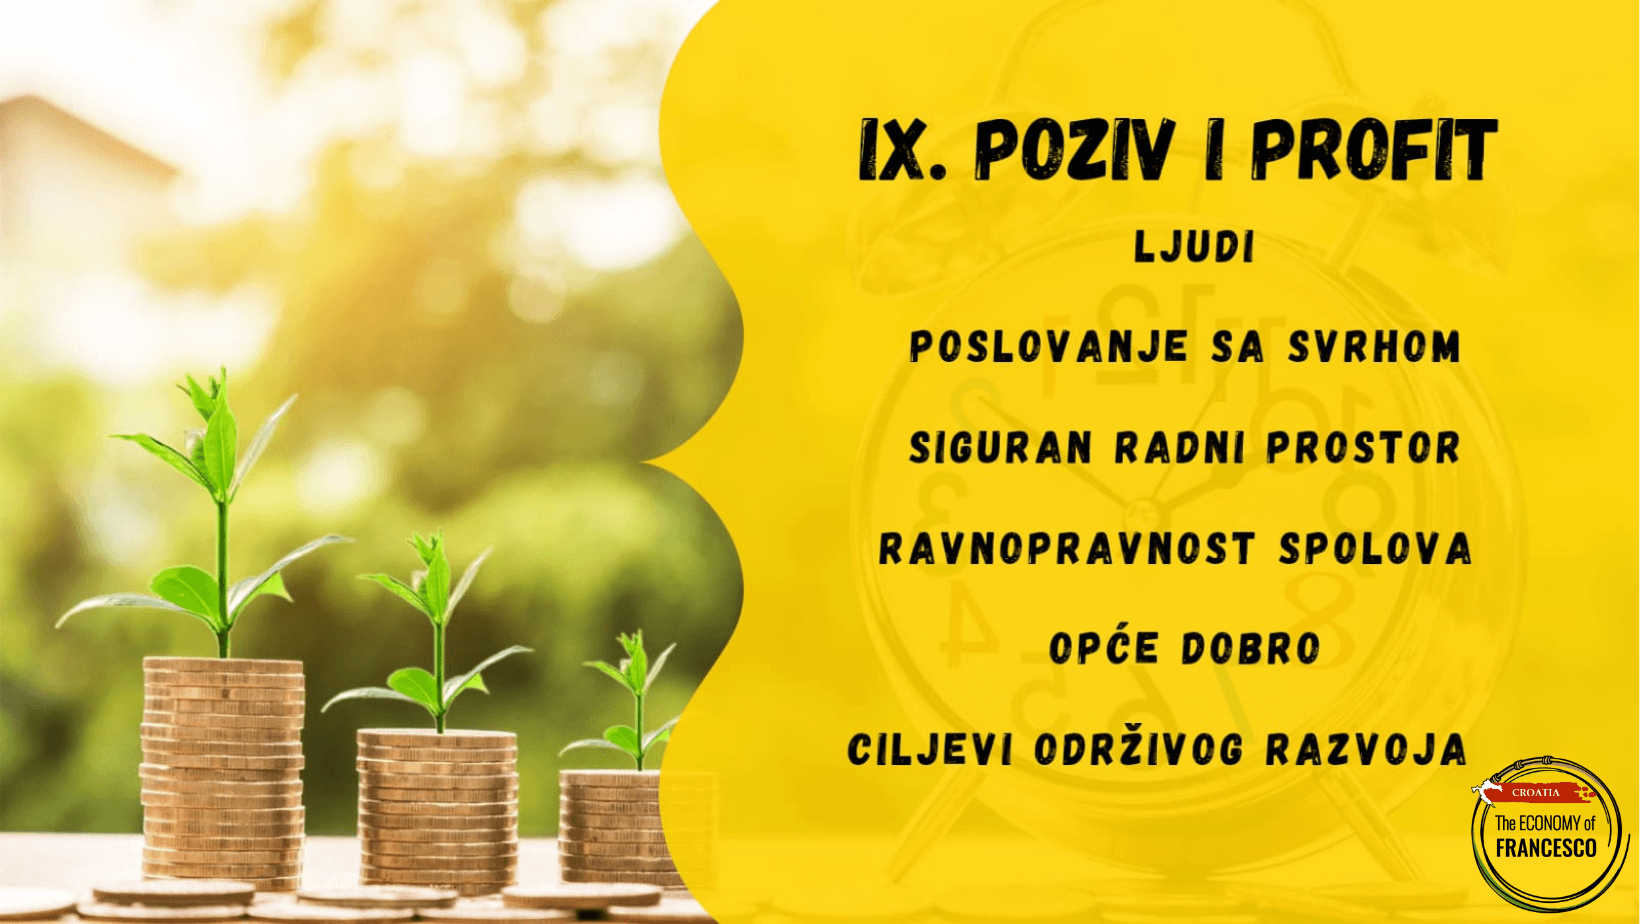 IX. POZIV I PROFIT
LJUDI
POSLOVANJE SA SVRHOM
SIGURAN RADNI PROSTOR
RAVNOPRAVNOST SPOLOVA
OPĆE DOBRO
CILJEVI ODRŽIVOG RAZVOJA
CROATIA
The ECONOMY of
FRANCESCO